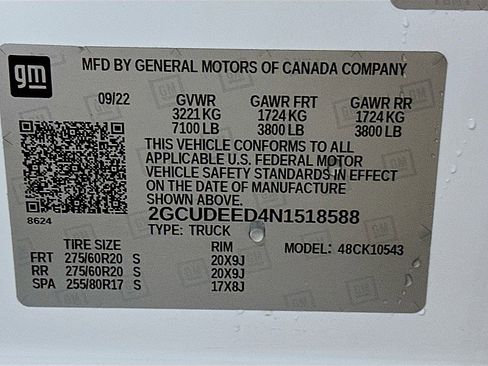 gm
MFD BY GENERAL MOTORS OF CANADA COMPANY
09/22 GVWR GAWR FRT GAWR RR
3221 KG 1724 KG 1724 KG
7100 LB 3800 LB 3800 LB
THIS VEHICLE CONFORMS TO ALL
APPLICABLE U.S. FEDERAL MOTOR
VEHICLE SAFETY STANDARDS IN EFFECT
ON THE DATE OF MANUFACTURE
SHOWN ABOVE.
8624
2GCUDEED4N1518588
TYPE: TRUCK
TIRE SIZE RIM MODEL: 48CK10543
FRT 275/60R20 S 20X9J
RR 275/60R20 S 20X9J
SPA 255/80R17 S 17X8J